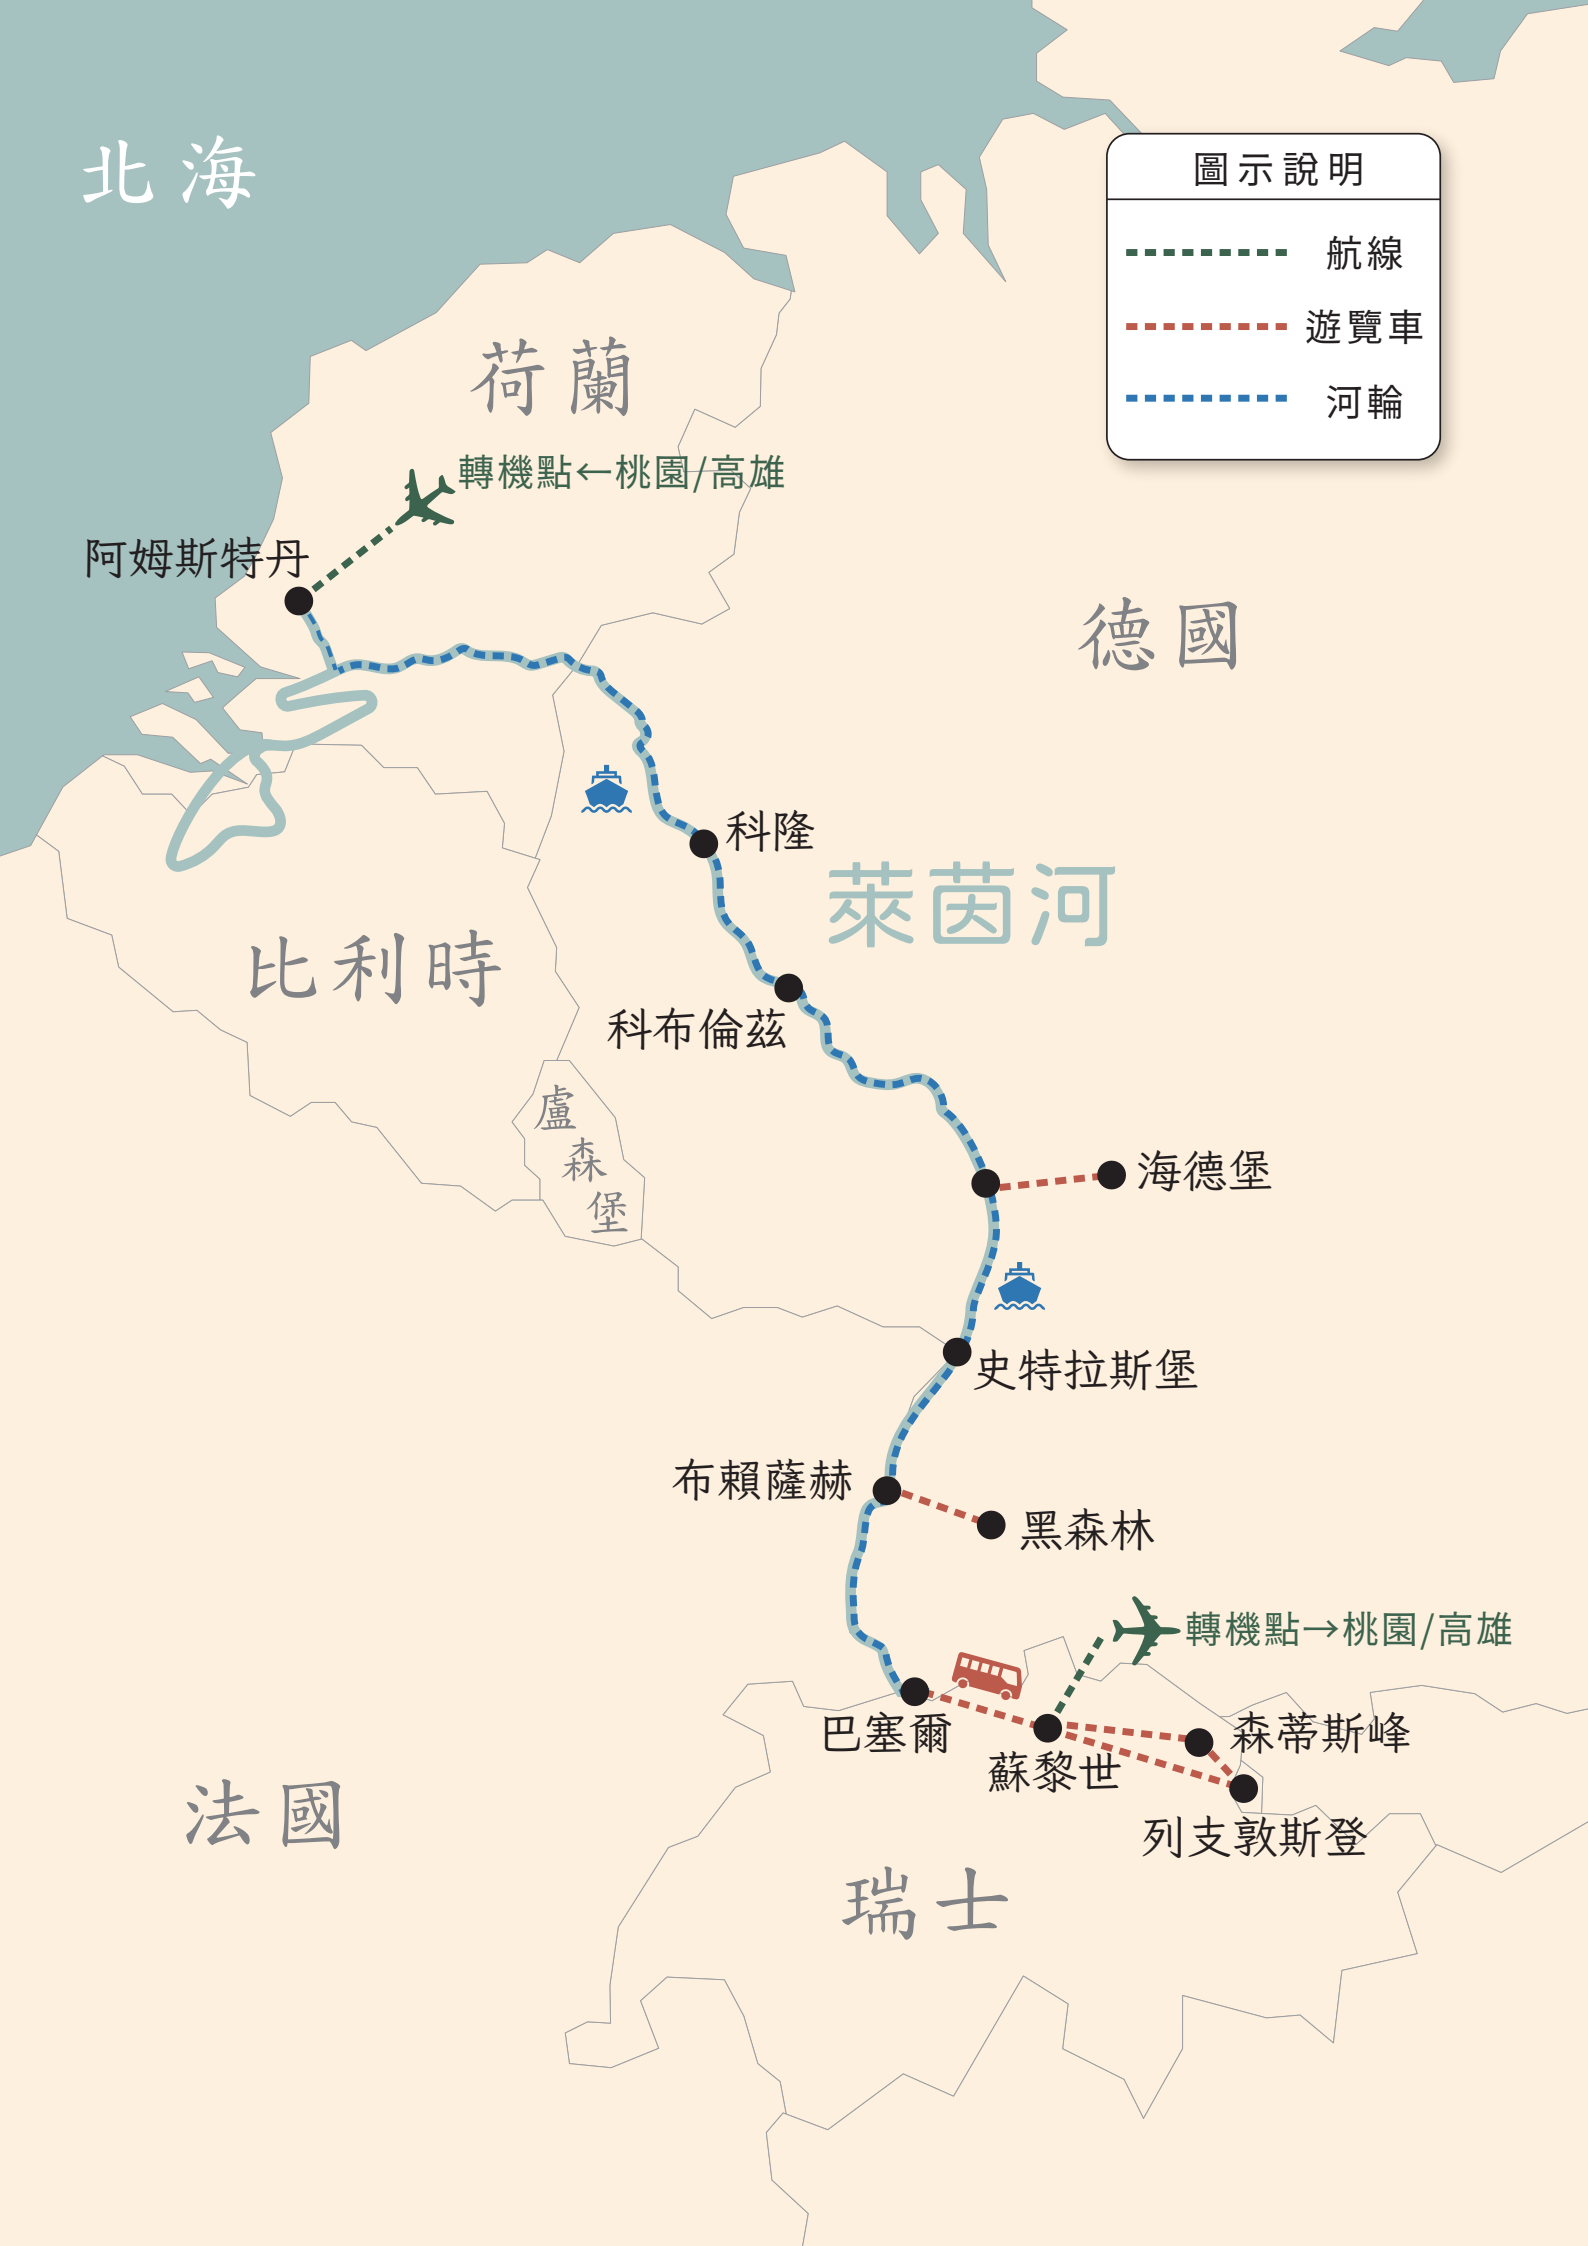 北海
圖示說明
航線
遊覽車
河輪
荷蘭
轉機點←桃園/高雄
阿姆斯特丹
德國
科隆
萊茵河
比利時
科布倫茲
盧森堡
海德堡
史特拉斯堡
布賴薩赫
黑森林
轉機點→桃園/高雄
巴塞爾
森蒂斯峰
蘇黎世
列支敦斯登
法國
瑞士